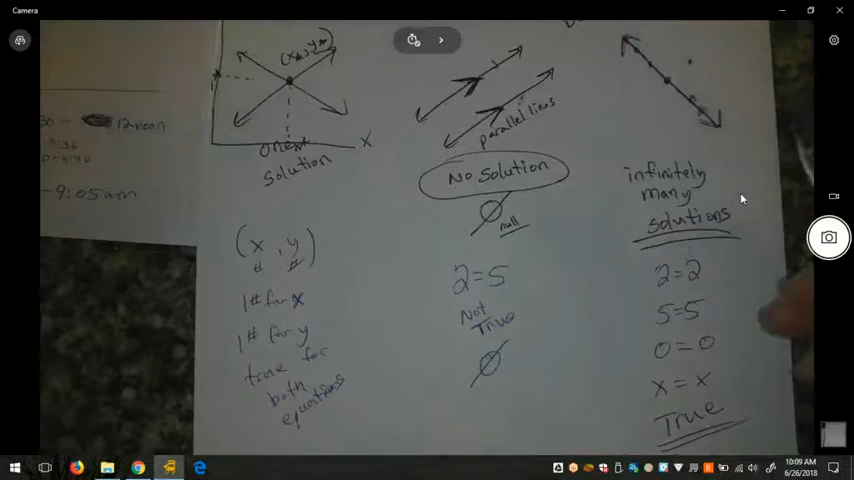 Camera
12 noon
9:05am
(x*, y*)
x
one
solution
parallel lines
No Solution
∅
null
infinitely
many
solutions
(x, y)
# #
1# for x
1# for y
true for
both
equations
2=5
Not
True
∅
2=2
5=5
0=0
x=x
True
10:09 AM
6/26/2018